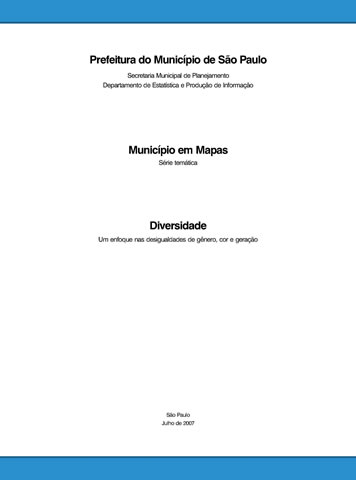 Prefeitura do Município de São Paulo
Secretaria Municipal de Planejamento
Departamento de Estatística e Produção de Informação
Município em Mapas
Série temática
Diversidade
Um enfoque nas desigualdades de gênero, cor e geração
São Paulo
Julho de 2007